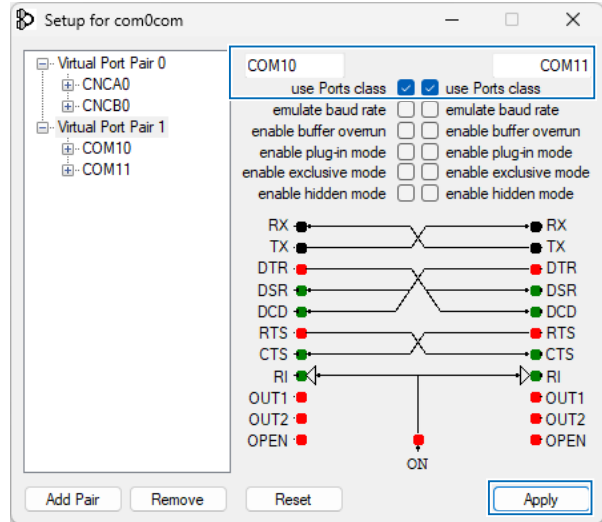 Setup for com0com
Virtual Port Pair 0
CNCA0
CNCB0
Virtual Port Pair 1
COM10
COM11
COM10 COM11
use Ports class use Ports class
emulate baud rate emulate baud rate
enable buffer overrun enable buffer overrun
enable plug-in mode enable plug-in mode
enable exclusive mode enable exclusive mode
enable hidden mode enable hidden mode
RX RX
TX TX
DTR DTR
DSR DSR
DCD DCD
RTS RTS
CTS CTS
RI RI
OUT1 OUT1
OUT2 OUT2
OPEN OPEN
ON
Add Pair Remove Reset Apply